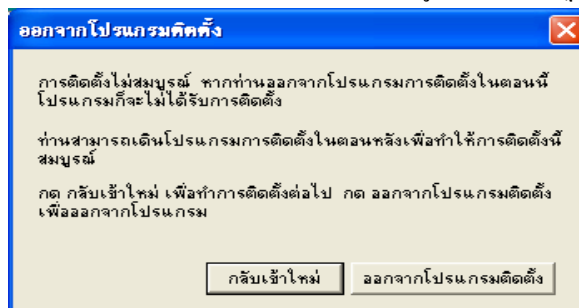 ออกจากโปรแกรมติดตั้ง
การติดตั้งไม่สมบูรณ์ หากท่านออกจากโปรแกรมการติดตั้งในตอนนี้
โปรแกรมก็จะไม่ได้รับการติดตั้ง
ท่านสามารถเดินโปรแกรมการติดตั้งในตอนหลังเพื่อทำให้การติดตั้งนี้
สมบูรณ์
กด กลับเข้าใหม่ เพื่อทำการติดตั้งต่อไป กด ออกจากโปรแกรมติดตั้ง
เพื่อออกจากโปรแกรม
กลับเข้าใหม่
ออกจากโปรแกรมติดตั้ง